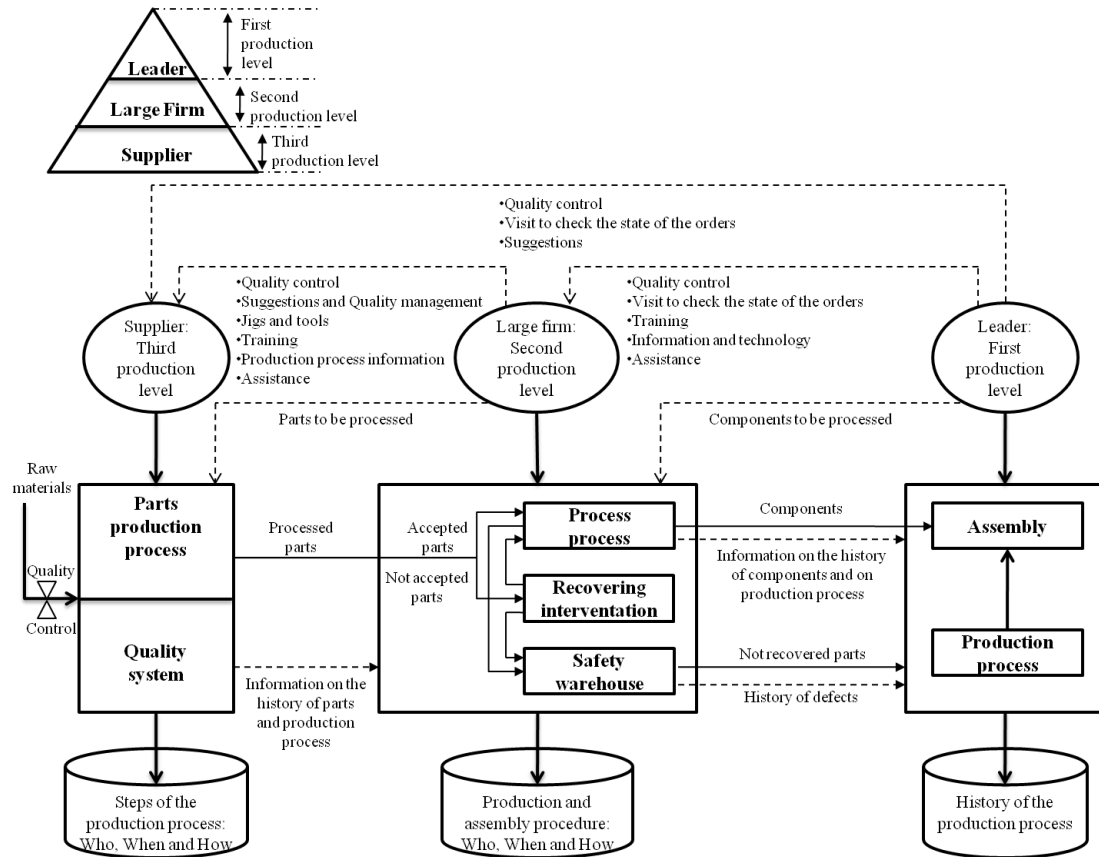 First
production
level
Leader
Second
production level
Large Firm
Third
production level
Supplier
•Quality control
•Visit to check the state of the orders
•Suggestions
•Quality control
•Suggestions and Quality management
•Jigs and tools
•Training
•Production process information
•Assistance
•Quality control
•Visit to check the state of the orders
•Training
•Information and technology
•Assistance
Supplier:
Third
production
level
Large firm:
Second
production
level
Leader:
First
production
level
Parts to be processed
Components to be processed
Raw
materials
Quality
Control
Parts
production
process
Quality
system
Processed
parts
Accepted
parts
Not accepted
parts
Process
process
Recovering
interventation
Safety
warehouse
Components
Information on the history
of components and on
production process
Assembly
Production
process
Not recovered parts
History of defects
Information on the
history of parts
and production
process
Steps of the
production process:
Who, When and How
Production and
assembly procedure:
Who, When and How
History of the
production process